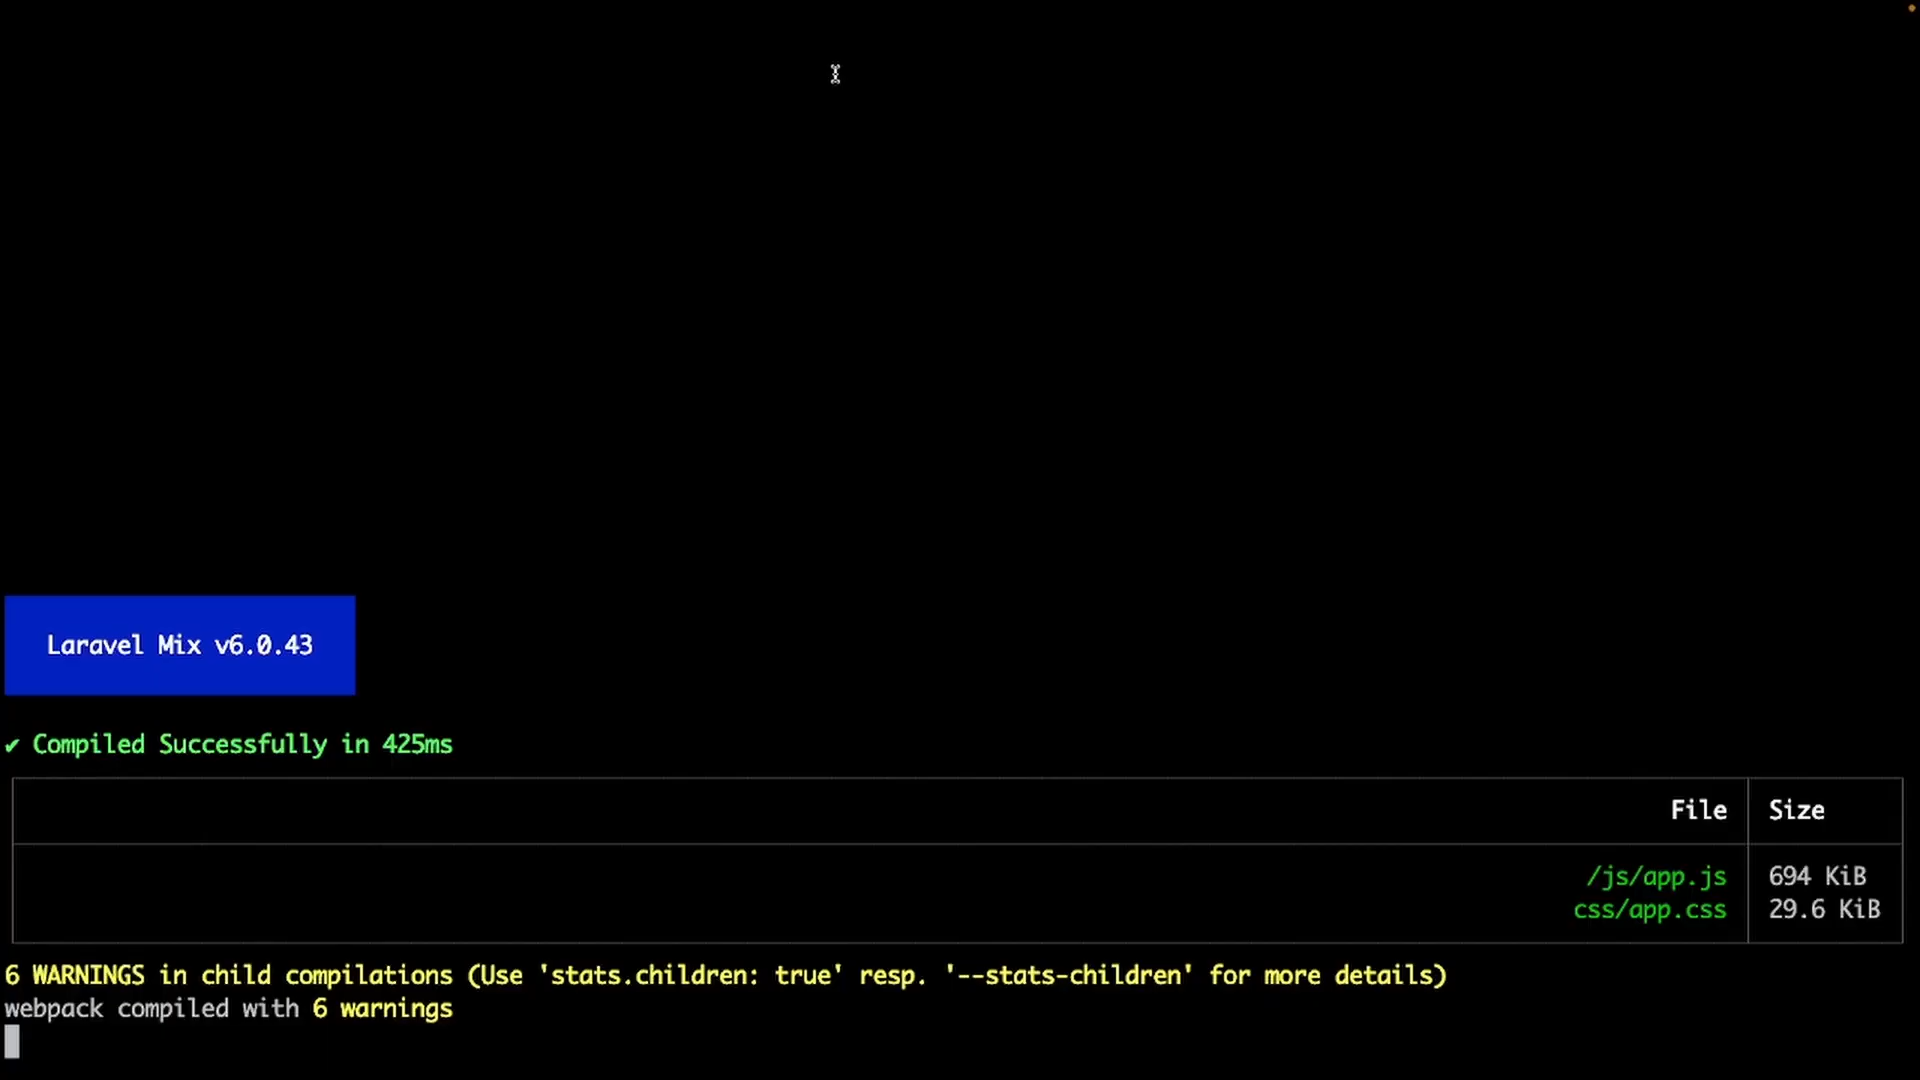 Laravel Mix v6.0.43
✔ Compiled Successfully in 425ms
File Size
/js/app.js 694 KiB
css/app.css 29.6 KiB
6 WARNINGS in child compilations (Use 'stats.children: true' resp. '--stats-children' for more details)
webpack compiled with 6 warnings